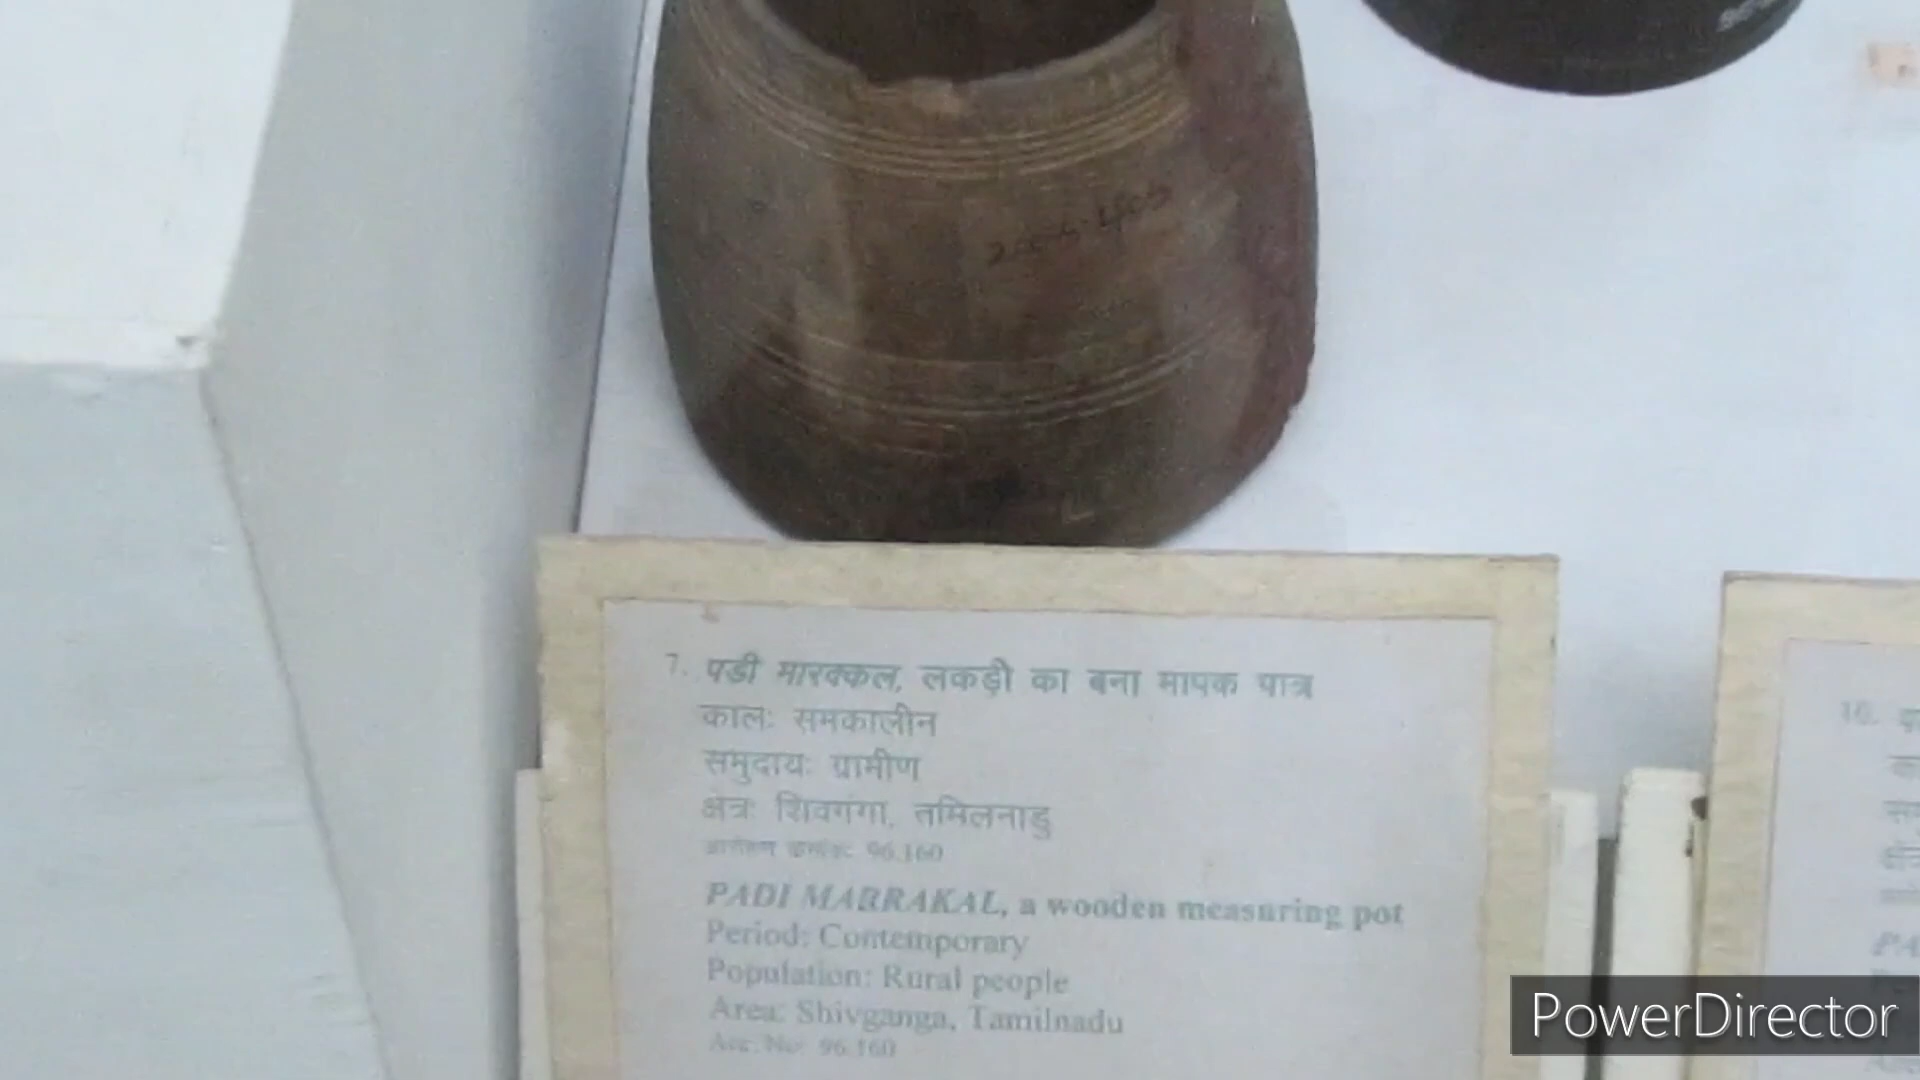 7. पडी मारक्कल, लकड़ी का बना मापक पात्र
कालः समकालीन
समुदायः ग्रामीण
क्षेत्रः शिवगंगा, तमिलनाडु
96.160
PADI MARRAKAL, a wooden measuring pot
Period: Contemporary
Population: Rural people
Area: Shivganga, Tamilnadu
Acc. No: 96.160
16.
PowerDirector